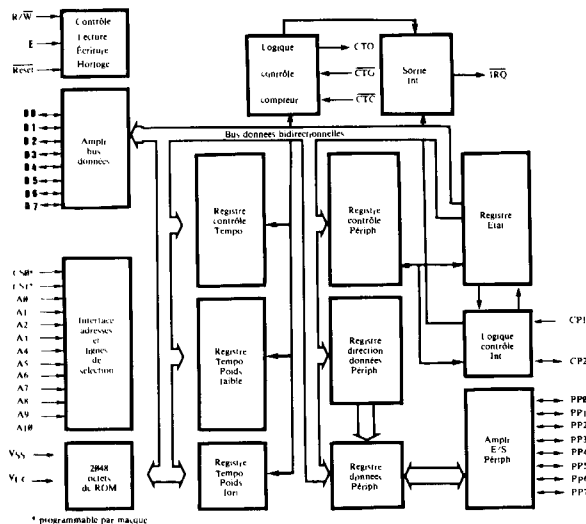 R/W
E
Reset
Contrôle
Lecture
Écriture
Horloge
Logique
contrôle
compteur
CTO
CTG
CTC
Sortie
Int
IRQ
D0
D1
D2
D3
D4
D5
D6
D7
Ampli
bus
données
Bus données bidirectionnelles
Registre
contrôle
Tempo
Registre
contrôle
Périph
Registre
Etat
CS0*
CS1*
A0
A1
A2
A3
A4
A5
A6
A7
A8
A9
A10
Interface
adresses
et
lignes
de
selection
Registre
Tempo
Poids
faible
Registre
direction
données
Périph
Logique
contrôle
Int
CP1
CP2
VSS
VCC
2048
octets
de ROM
Registre
Tempo
Poids
fort
Registre
données
Périph
Ampli
E/S
Périph
PP0
PP1
PP2
PP3
PP4
PP5
PP6
PP7
* programmable par masque